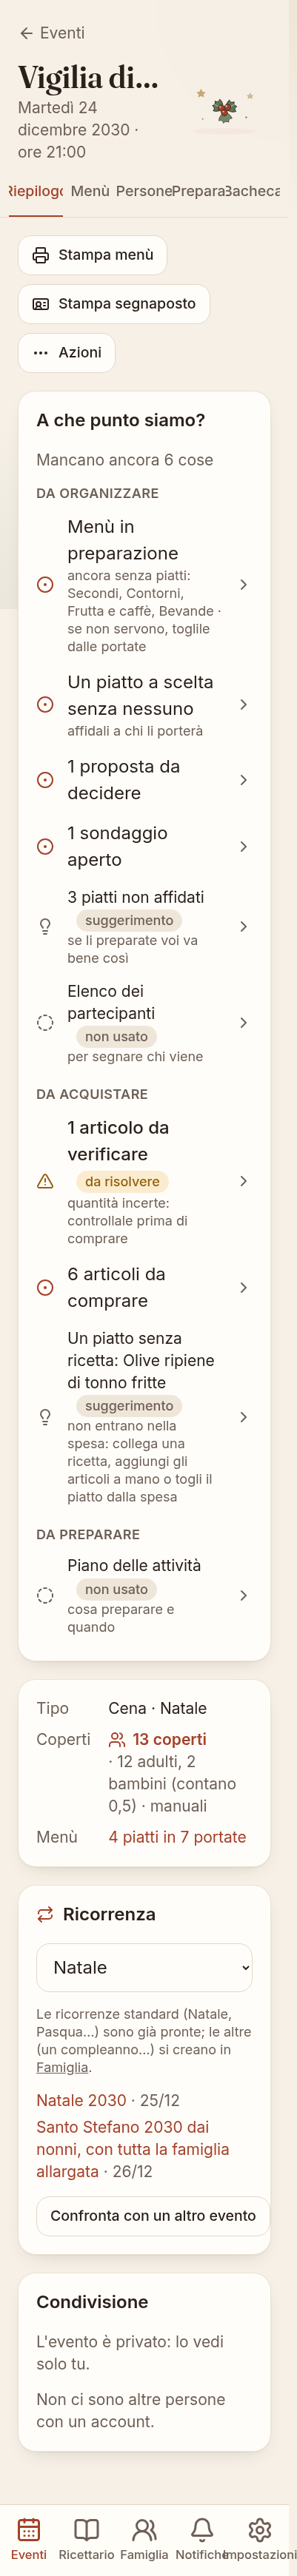 Eventi
Vigilia di...
Martedì 24
dicembre 2030 ·
ore 21:00
Riepilogo Menù Persone Prepara Bacheca
Stampa menù
Stampa segnaposto
Azioni
A che punto siamo?
Mancano ancora 6 cose
DA ORGANIZZARE
Menù in
preparazione
ancora senza piatti:
Secondi, Contorni,
Frutta e caffè, Bevande ·
se non servono, toglile
dalle portate
Un piatto a scelta
senza nessuno
affidali a chi li porterà
1 proposta da
decidere
1 sondaggio
aperto
3 piatti non affidati
suggerimento
se li preparate voi va
bene così
Elenco dei
partecipanti
non usato
per segnare chi viene
DA ACQUISTARE
1 articolo da
verificare
da risolvere
quantità incerte:
controllale prima di
comprare
6 articoli da
comprare
Un piatto senza
ricetta: Olive ripiene
di tonno fritte
suggerimento
non entrano nella
spesa: collega una
ricetta, aggiungi gli
articoli a mano o togli il
piatto dalla spesa
DA PREPARARE
Piano delle attività
non usato
cosa preparare e
quando
Tipo Cena · Natale
Coperti 13 coperti
· 12 adulti, 2
bambini (contano
0,5) · manuali
Menù 4 piatti in 7 portate
Ricorrenza
Natale
Le ricorrenze standard (Natale,
Pasqua...) sono già pronte; le altre
(un compleanno...) si creano in
Famiglia.
Natale 2030 · 25/12
Santo Stefano 2030 dai
nonni, con tutta la famiglia
allargata · 26/12
Confronta con un altro evento
Condivisione
L'evento è privato: lo vedi
solo tu.
Non ci sono altre persone
con un account.
Eventi Ricettario Famiglia Notifiche Impostazioni